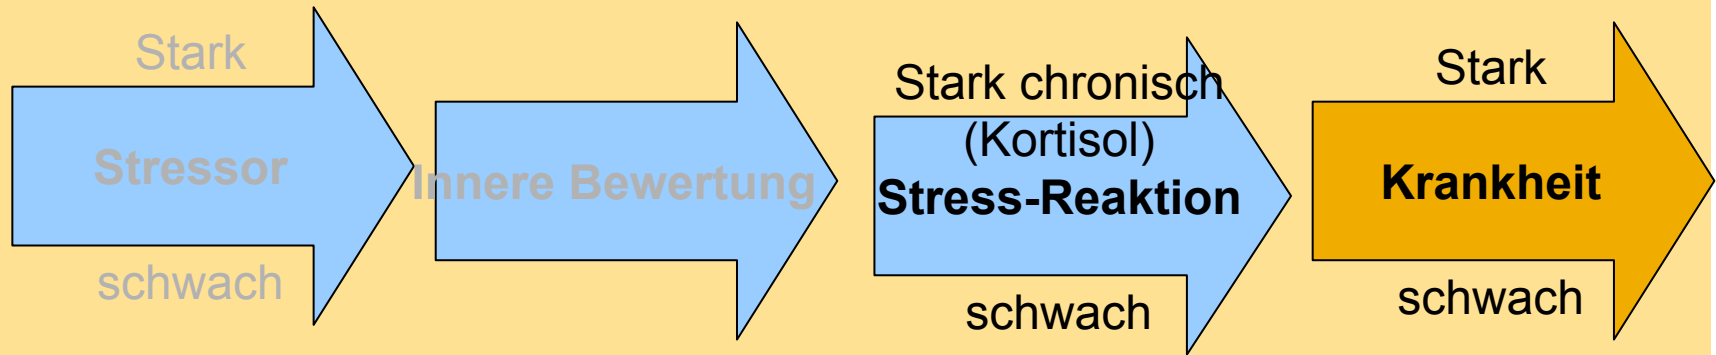 Stark
Stressor
schwach
Innere Bewertung
Stark chronisch
(Kortisol)
Stress-Reaktion
schwach
Stark
Krankheit
schwach